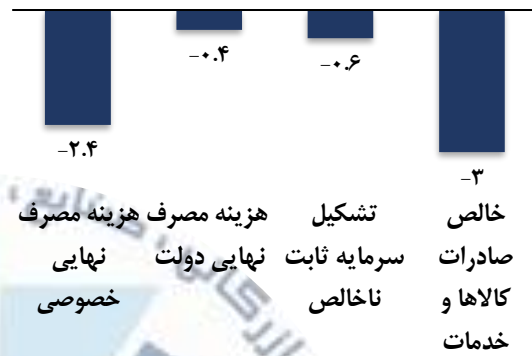 -۰.۴
-۰.۶
-۲.۴
-۳
خالص
صادرات
کالاها و
خدمات
تشکیل
سرمایه ثابت
ناخالص
هزینه مصرف
نهایی دولت
هزینه مصرف
نهایی
خصوصی